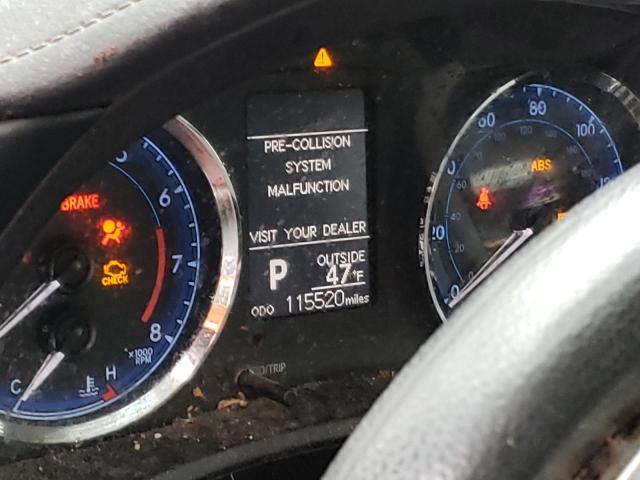 PRE-COLLISION
SYSTEM
MALFUNCTION
VISIT YOUR DEALER
P
OUTSIDE
47°F
ODO 115520 miles
BRAKE
CHECK
6
7
8
x1000
RPM
C
H
60
80
100
ABS
20
0